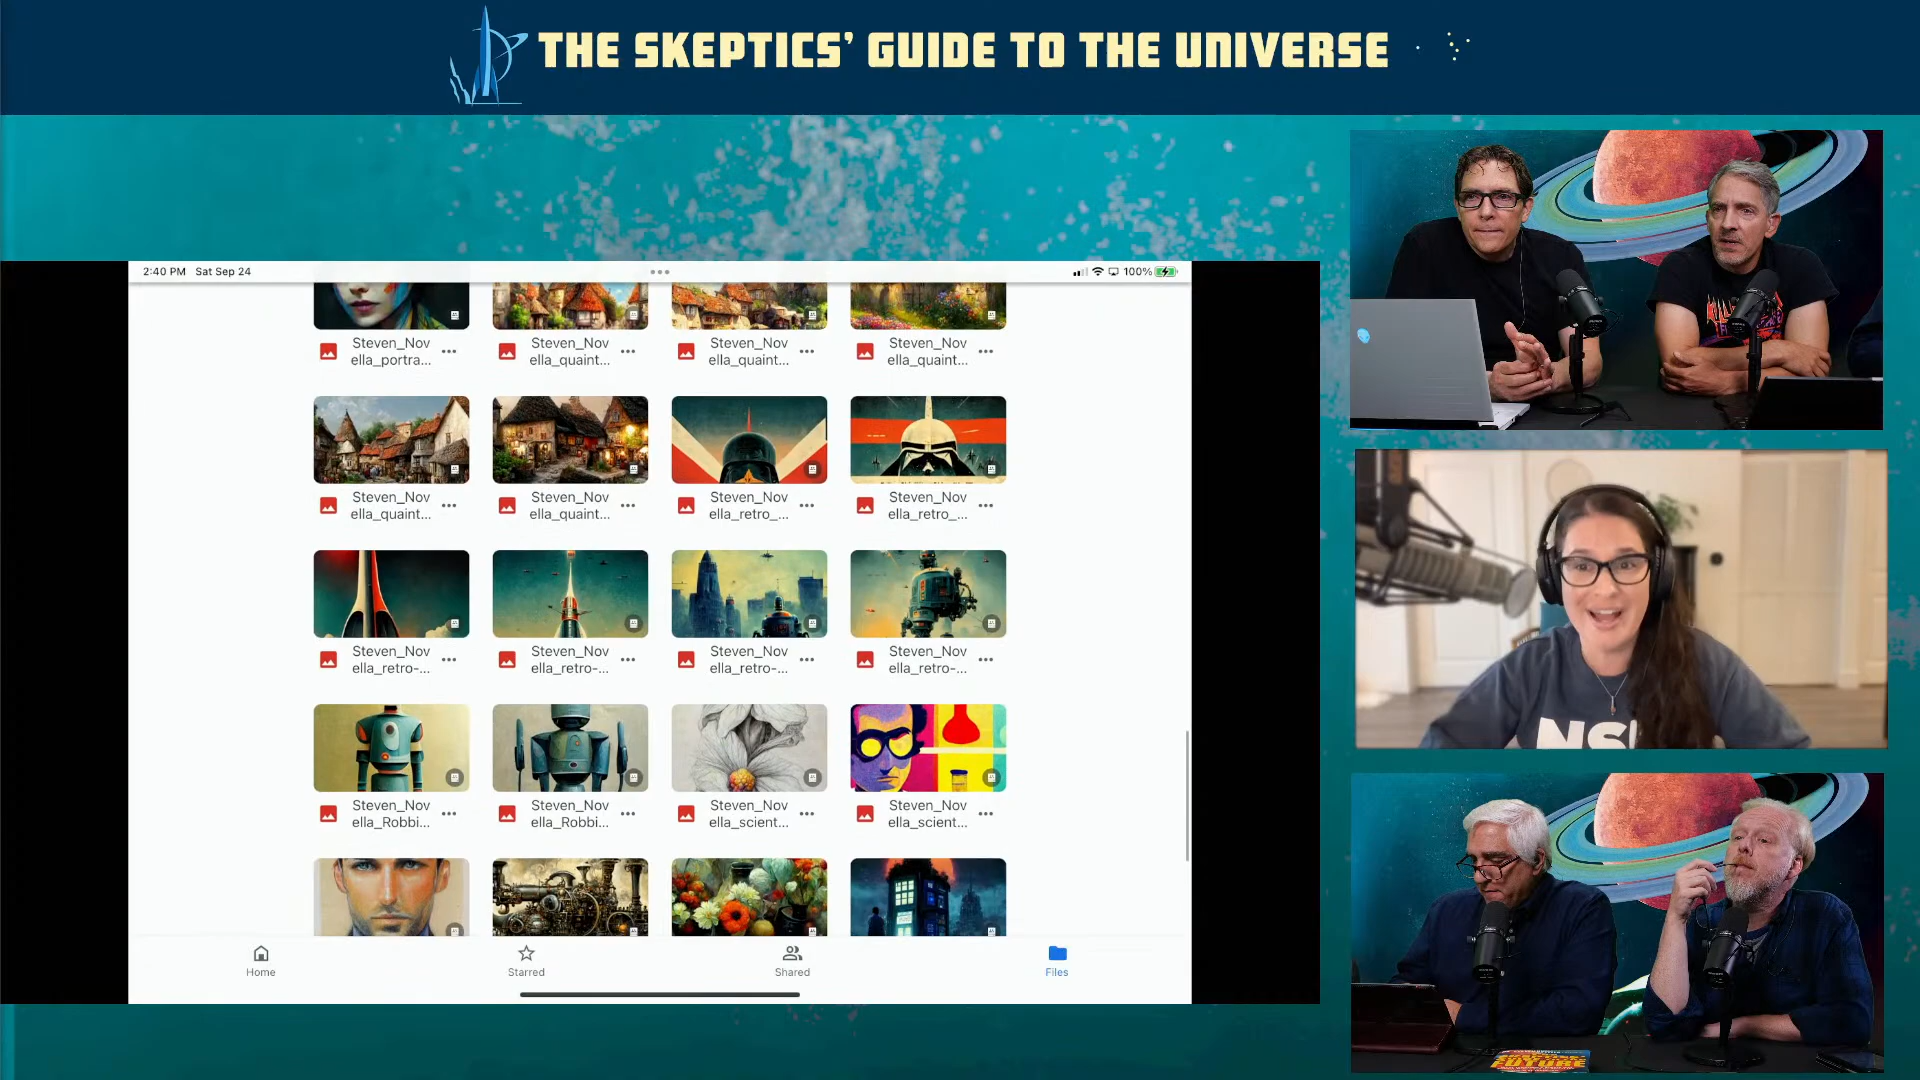 THE SKEPTICS' GUIDE TO THE UNIVERSE
2:40 PM Sat Sep 24
100%
Steven_Nov
ella_portra...
Steven_Nov
ella_quaint...
Steven_Nov
ella_quaint...
Steven_Nov
ella_quaint...
Steven_Nov
ella_quaint...
Steven_Nov
ella_quaint...
Steven_Nov
ella_retro_...
Steven_Nov
ella_retro_...
Steven_Nov
ella_retro-...
Steven_Nov
ella_retro-...
Steven_Nov
ella_retro-...
Steven_Nov
ella_retro-...
Steven_Nov
ella_Robbi...
Steven_Nov
ella_Robbi...
Steven_Nov
ella_scient...
Steven_Nov
ella_scient...
Home
Starred
Shared
Files
FUTURE